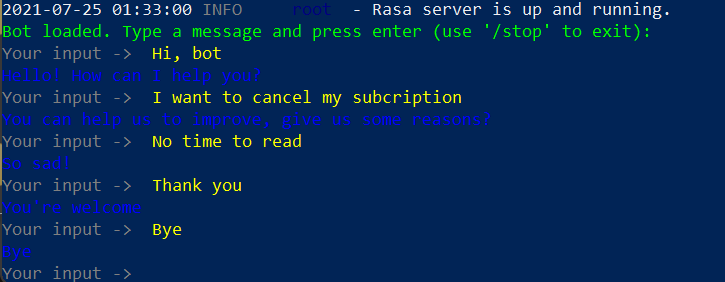 2021-07-25 01:33:00 INFO root - Rasa server is up and running.
Bot loaded. Type a message and press enter (use '/stop' to exit):
Your input -> Hi, bot
Hello! How can I help you?
Your input -> I want to cancel my subcription
You can help us to improve, give us some reasons?
Your input -> No time to read
So sad!
Your input -> Thank you
You're welcome
Your input -> Bye
Bye
Your input ->